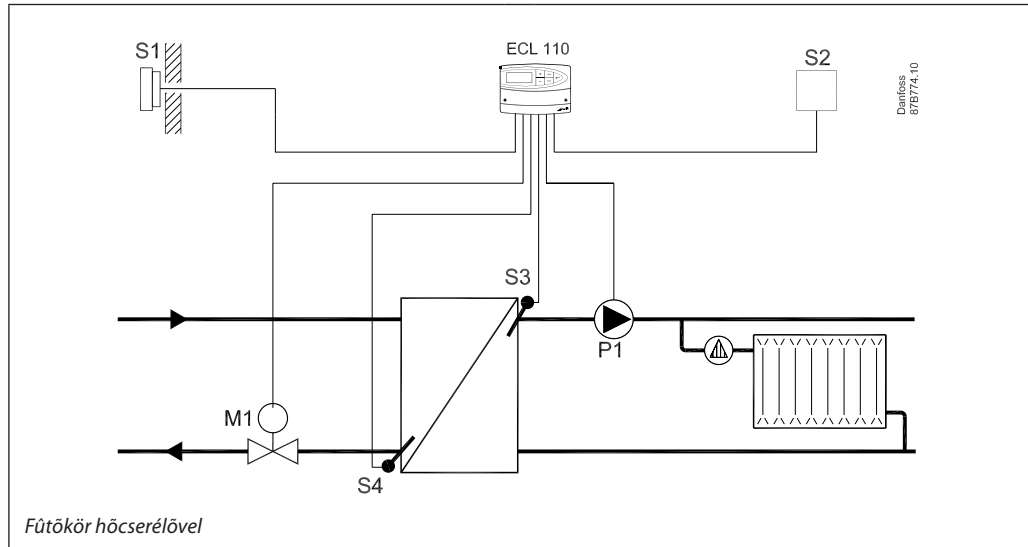 S1
ECL 110
S2
Danfoss
87B774.10
S3
P1
M1
S4
Fûtõkör hõcserélõvel